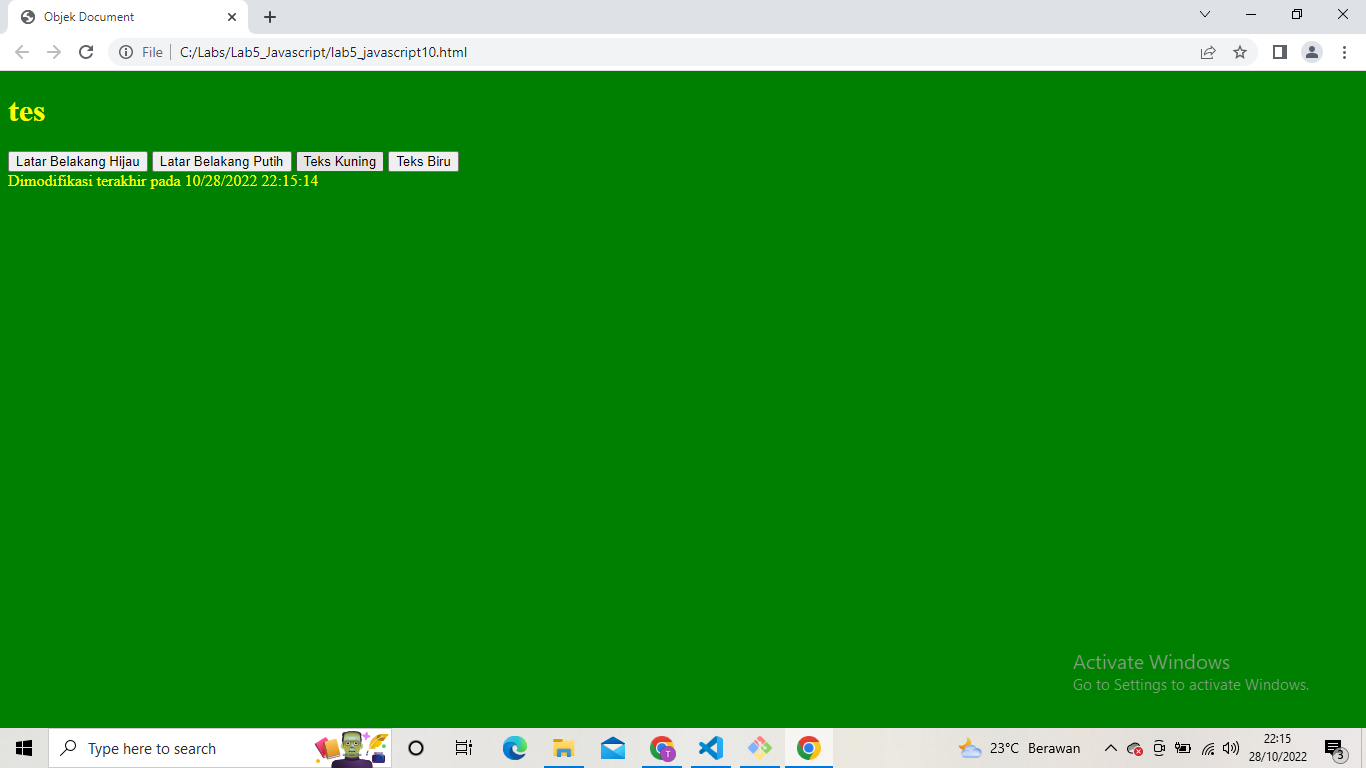 Objek Document
File
C:/Labs/Lab5_Javascript/lab5_javascript10.html
tes
Latar Belakang Hijau Latar Belakang Putih Teks Kuning Teks Biru
Dimodifikasi terakhir pada 10/28/2022 22:15:14
Activate Windows
Go to Settings to activate Windows.
Type here to search
T
23°C Berawan
22:15
28/10/2022
3